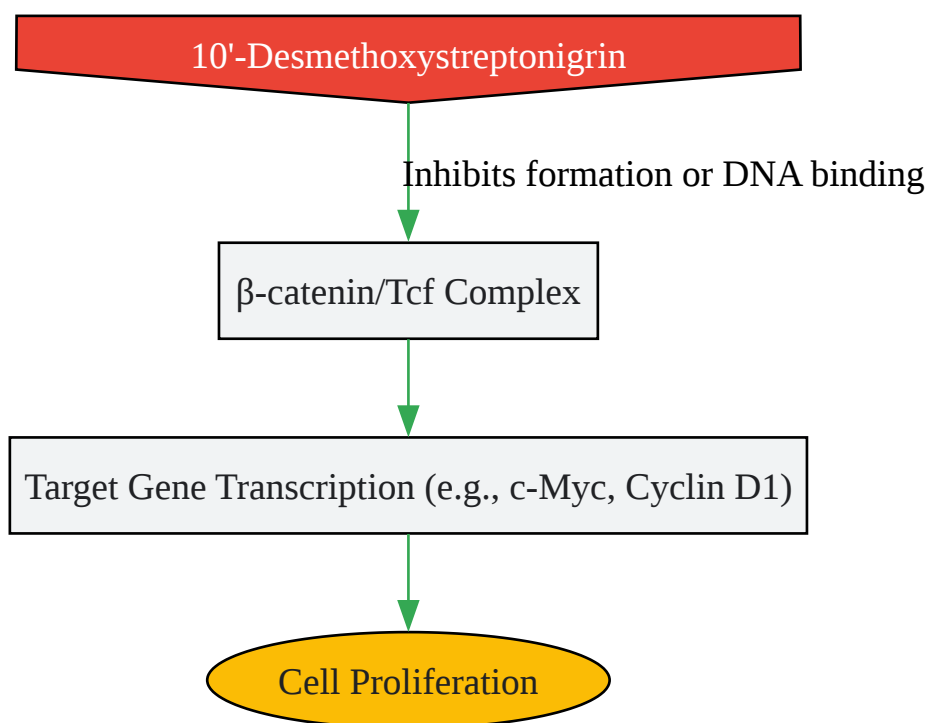 10'-Desmethoxystreptonigrin
Inhibits formation or DNA binding
β-catenin/Tcf Complex
Target Gene Transcription (e.g., c-Myc, Cyclin D1)
Cell Proliferation